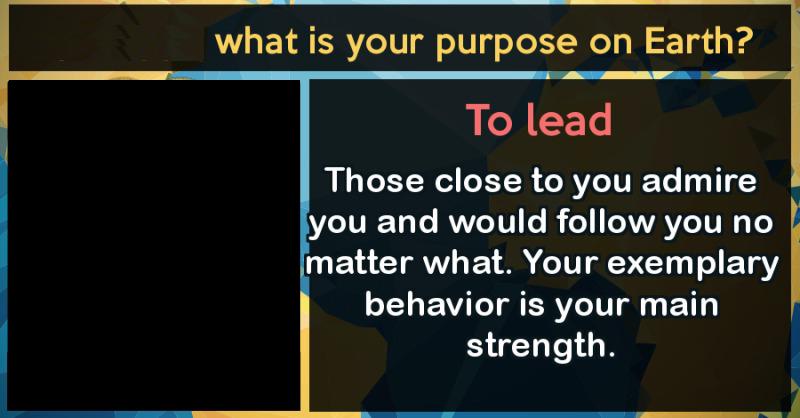 what is your purpose on Earth?
To lead
Those close to you admire
you and would follow you no
matter what. Your exemplary
behavior is your main
strength.